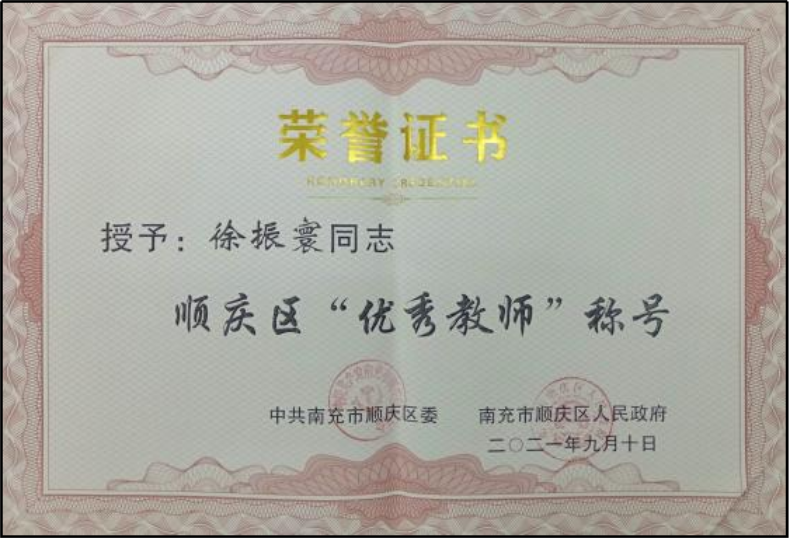 荣誉证书
HONORARY CREDENTIAL
授予：徐振寰同志
顺庆区“优秀教师”称号
中共南充市顺庆区委 南充市顺庆区人民政府
二〇二一年九月十日